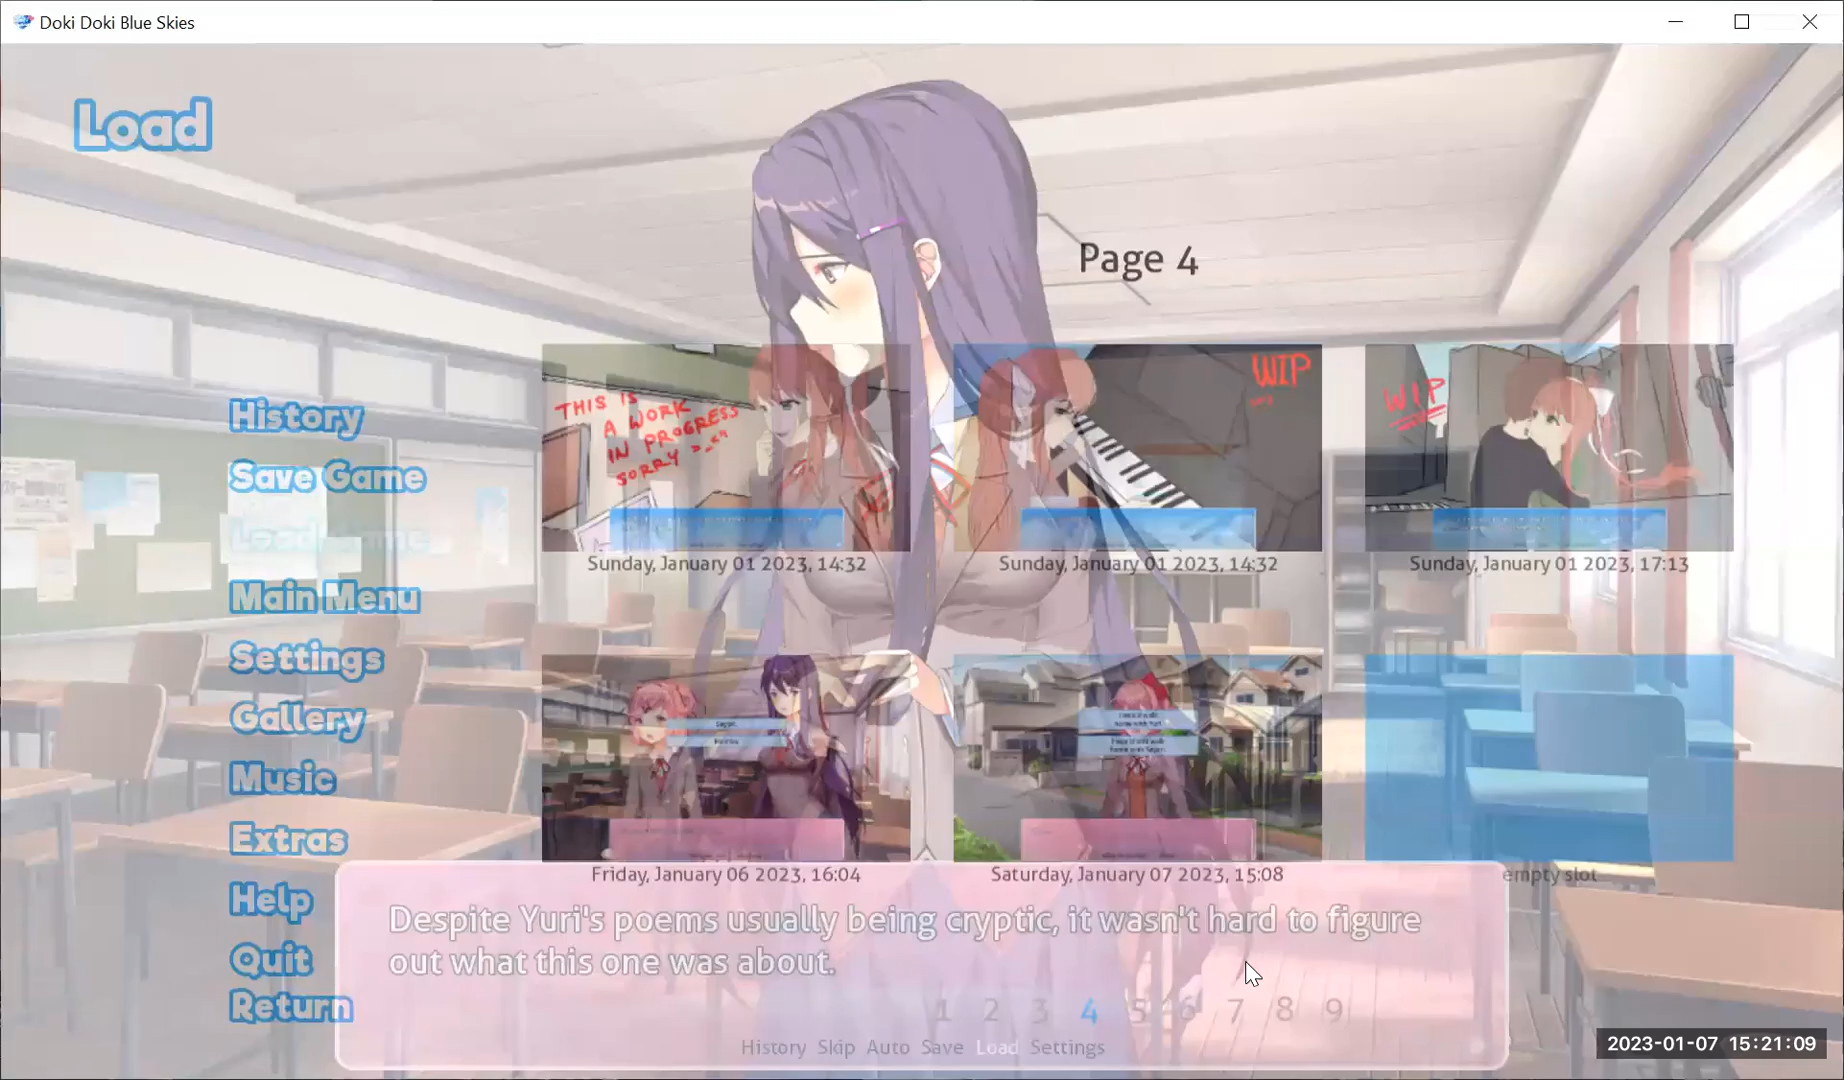 Doki Doki Blue Skies
Load
Page 4
THIS IS
A WORK
IN PROGRESS
SORRY >_<"
WIP
WIP
History
Save Game
Load Game
Main Menu
Settings
Gallery
Music
Extras
Help
Quit
Return
Sunday, January 01 2023, 14:32
Sunday, January 01 2023, 14:32
Sunday, January 01 2023, 17:13
Friday, January 06 2023, 16:04
Saturday, January 07 2023, 15:08
empty slot
Despite Yuri's poems usually being cryptic, it wasn't hard to figure
out what this one was about.
1 2 3 4 5 6 7 8 9
History Skip Auto Save Load Settings
2023-01-07 15:21:09